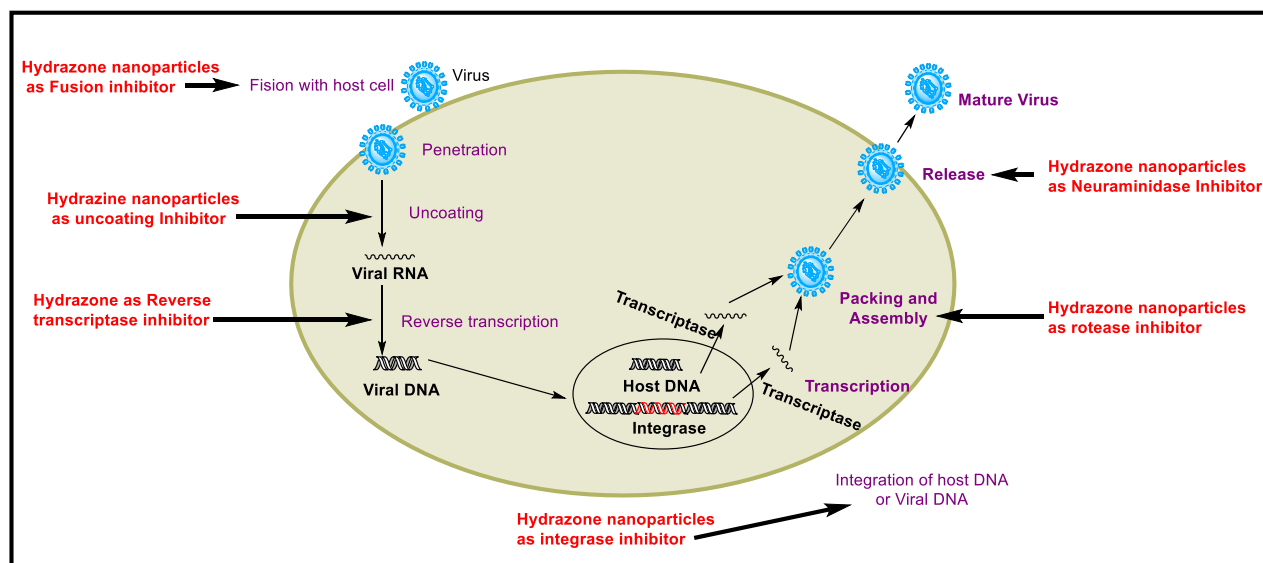 Hydrazone nanoparticles
as Fusion inhibitor
Fision with host cell
Virus
Penetration
Hydrazine nanoparticles
as uncoating Inhibitor
Uncoating
Viral RNA
Hydrazone as Reverse
transcriptase inhibitor
Reverse transcription
Viral DNA
Host DNA
Integrase
Transcriptase
Transcription
Transcriptase
Packing and
Assembly
Hydrazone nanoparticles
as rotease inhibitor
Release
Hydrazone nanoparticles
as Neuraminidase Inhibitor
Mature Virus
Integration of host DNA
or Viral DNA
Hydrazone nanoparticles
as integrase inhibitor